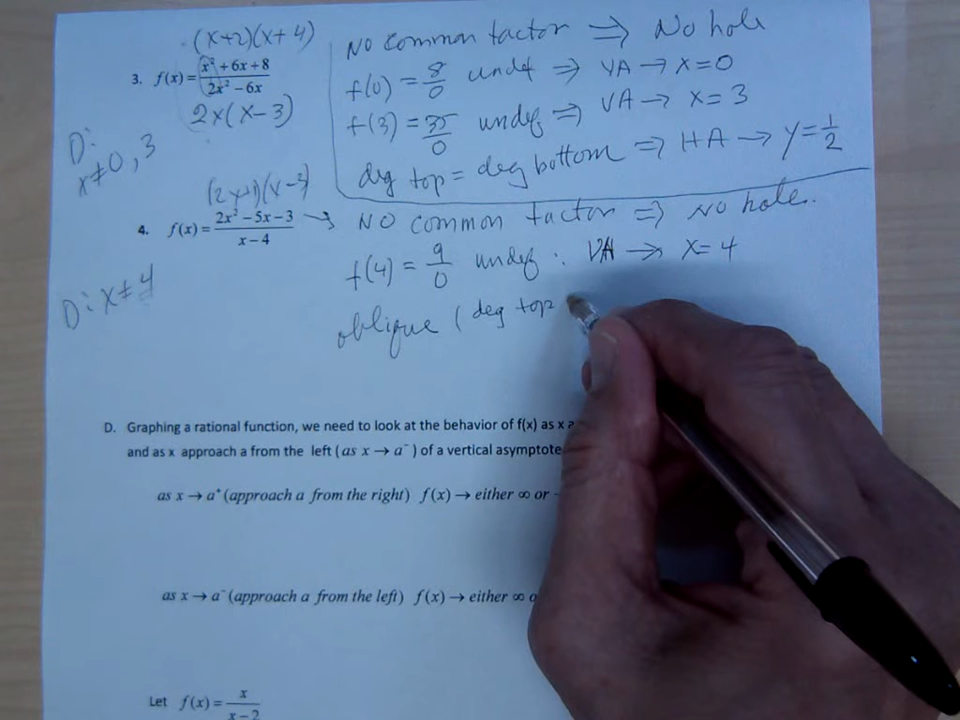 (x+2)(x+4)
3. f(x) = x² + 6x + 8 / 2x² − 6x
2x(x−3)
D:
x≠0, 3
No common factor ⇒ No hole
f(0) = 8/0 undf ⇒ VA → x=0
f(3) = 35/0 undef ⇒ VA → x=3
deg top = deg bottom ⇒ HA → y=1/2
(2x+1)(x−3)
4. f(x) = 2x² − 5x − 3 / x − 4 →
D: x≠4
NO common factor ⇒ No hole.
f(4) = 9/0 undef : VA → x=4
oblique (deg top
D. Graphing a rational function, we need to look at the behavior of f(x) as x
and as x approach a from the left (as x → a⁻) of a vertical asymptote
as x → a⁺ (approach a from the right) f(x) → either ∞ or -
as x → a⁻ (approach a from the left) f(x) → either ∞ o
Let f(x) = x / x − 2